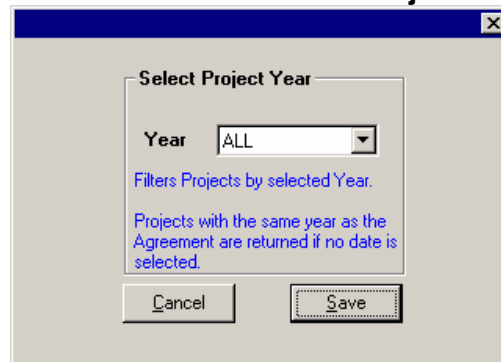 Select Project Year
Year ALL
Filters Projects by selected Year.
Projects with the same year as the
Agreement are returned if no date is
selected.
Cancel Save